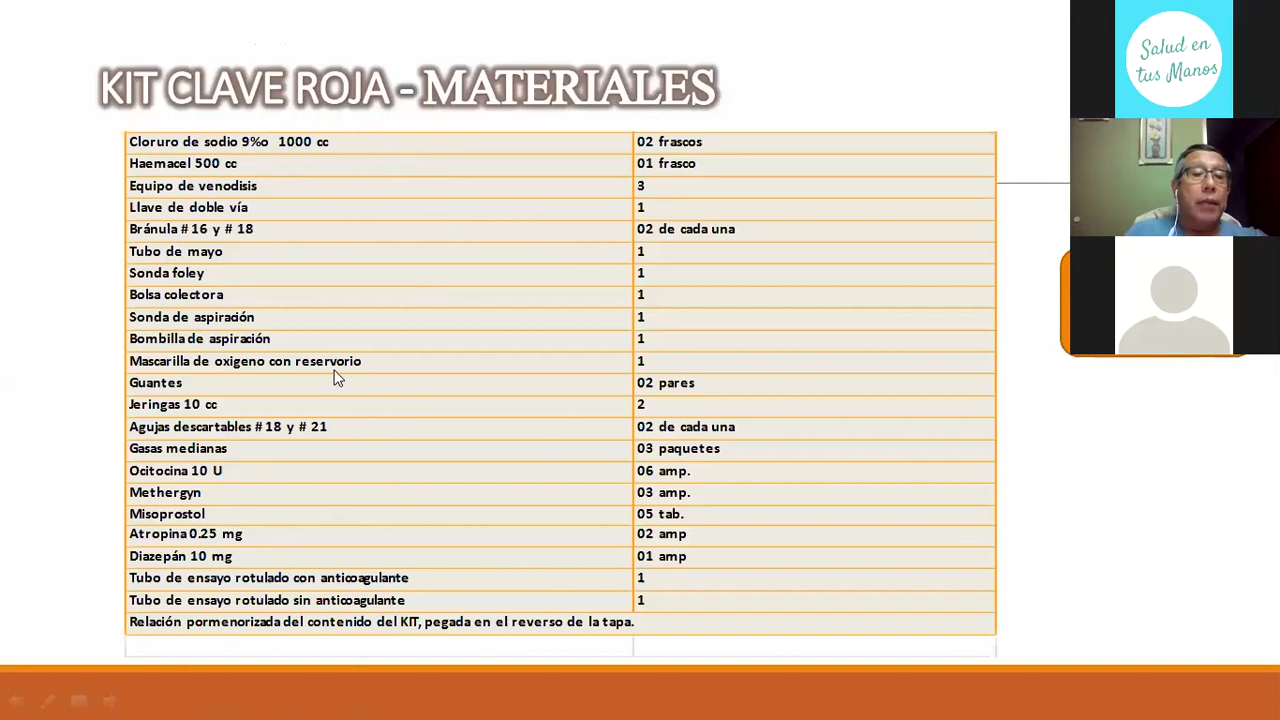 KIT CLAVE ROJA - MATERIALES
Cloruro de sodio 9%o 1000 cc 02 frascos
Haemacel 500 cc 01 frasco
Equipo de venodisis 3
Llave de doble vía 1
Bránula # 16 y # 18 02 de cada una
Tubo de mayo 1
Sonda foley 1
Bolsa colectora 1
Sonda de aspiración 1
Bombilla de aspiración 1
Mascarilla de oxigeno con reservorio 1
Guantes 02 pares
Jeringas 10 cc 2
Agujas descartables # 18 y # 21 02 de cada una
Gasas medianas 03 paquetes
Ocitocina 10 U 06 amp.
Methergyn 03 amp.
Misoprostol 05 tab.
Atropina 0.25 mg 02 amp
Diazepán 10 mg 01 amp
Tubo de ensayo rotulado con anticoagulante 1
Tubo de ensayo rotulado sin anticoagulante 1
Relación pormenorizada del contenido del KIT, pegada en el reverso de la tapa.
Salud en
tus Manos